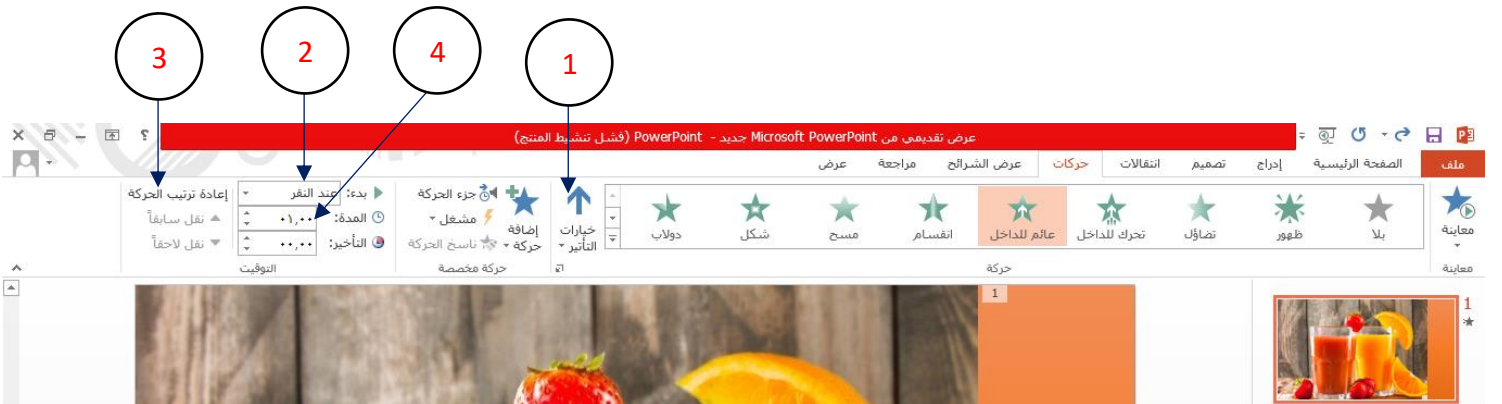 3 2 4 1
عرض تقديمي من Microsoft PowerPoint جديد - PowerPoint (فشل تنشيط المنتج)
ملف الصفحة الرئيسية إدراج تصميم انتقالات حركات عرض الشرائح مراجعة عرض
معاينة
بلا ظهور تضاؤل تحرك للداخل عائم للداخل انقسام مسح شكل دولاب
خيارات التأثير
إضافة حركة
جزء الحركة
مشغل
ناسخ الحركة
بدء: عند النقر
المدة: ٠١,٠٠
التأخير: ٠٠,٠٠
إعادة ترتيب الحركة
نقل سابقاً
نقل لاحقاً
معاينة حركة حركة مخصصة التوقيت
1
1